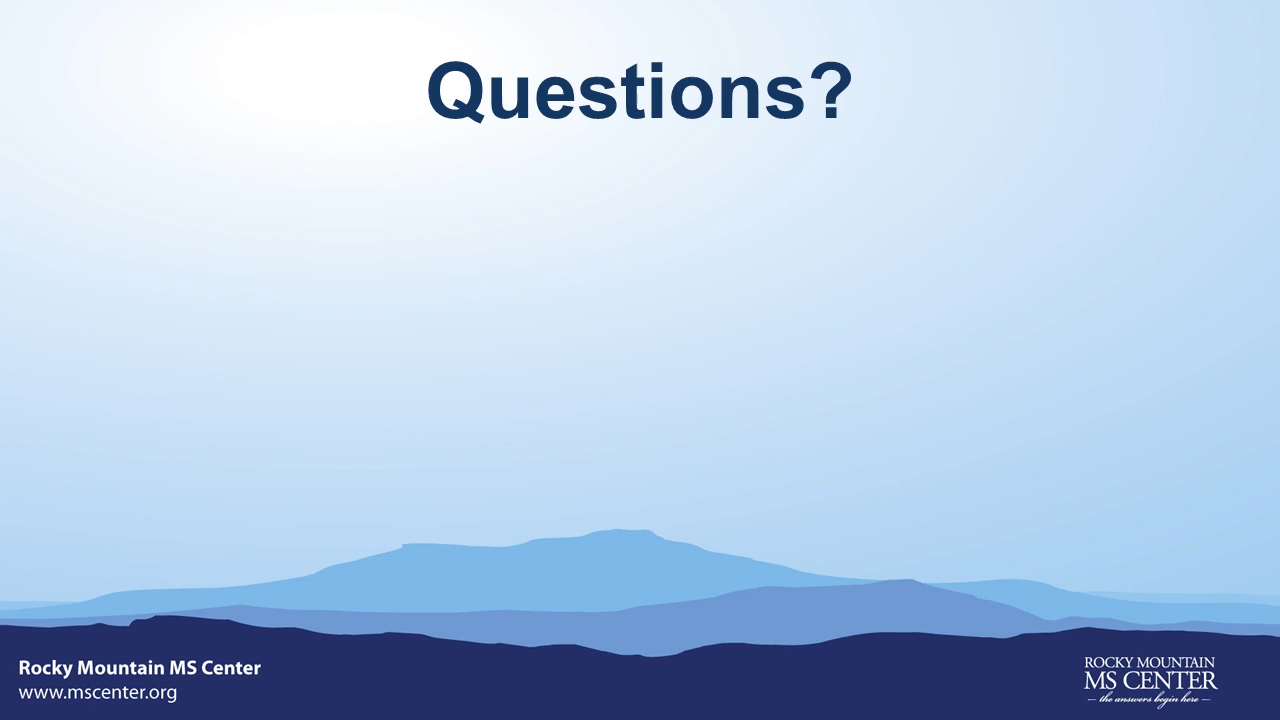 Questions?
Rocky Mountain MS Center
www.mscenter.org
ROCKY MOUNTAIN
MS CENTER
— the answers begin here —